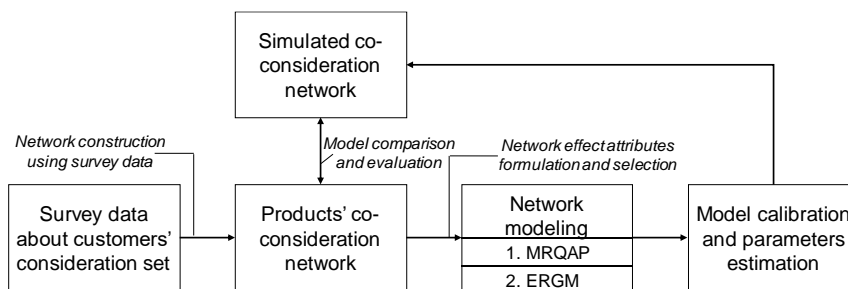 Simulated co-
consideration
network
Network construction
using survey data
Model comparison
and evaluation
Network effect attributes
formulation and selection
Survey data
about customers'
consideration set
Products' co-
consideration
network
Network
modeling
1. MRQAP
2. ERGM
Model calibration
and parameters
estimation